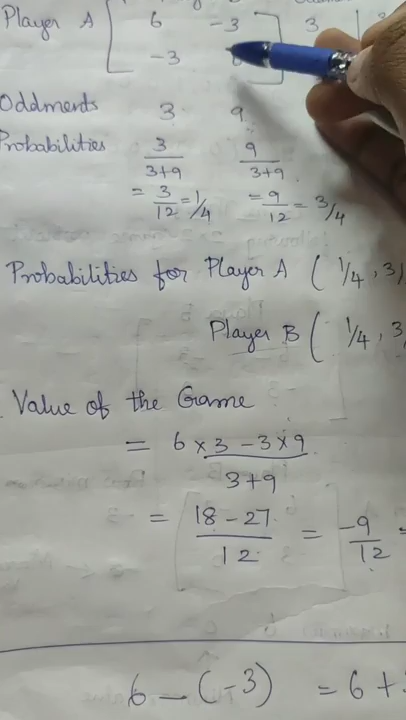 Player A 6 -3 3
-3
Oddments 3 9
Probabilities 3/3+9 9/3+9
= 3/12 = 1/4 = 9/12 = 3/4
Probabilities for Player A ( 1/4, 3/
Player B ( 1/4, 3
Value of the Game
= 6 × 3 - 3 × 9 / 3+9
= 18 - 27 / 12 = -9/12
6 - (-3) = 6 +